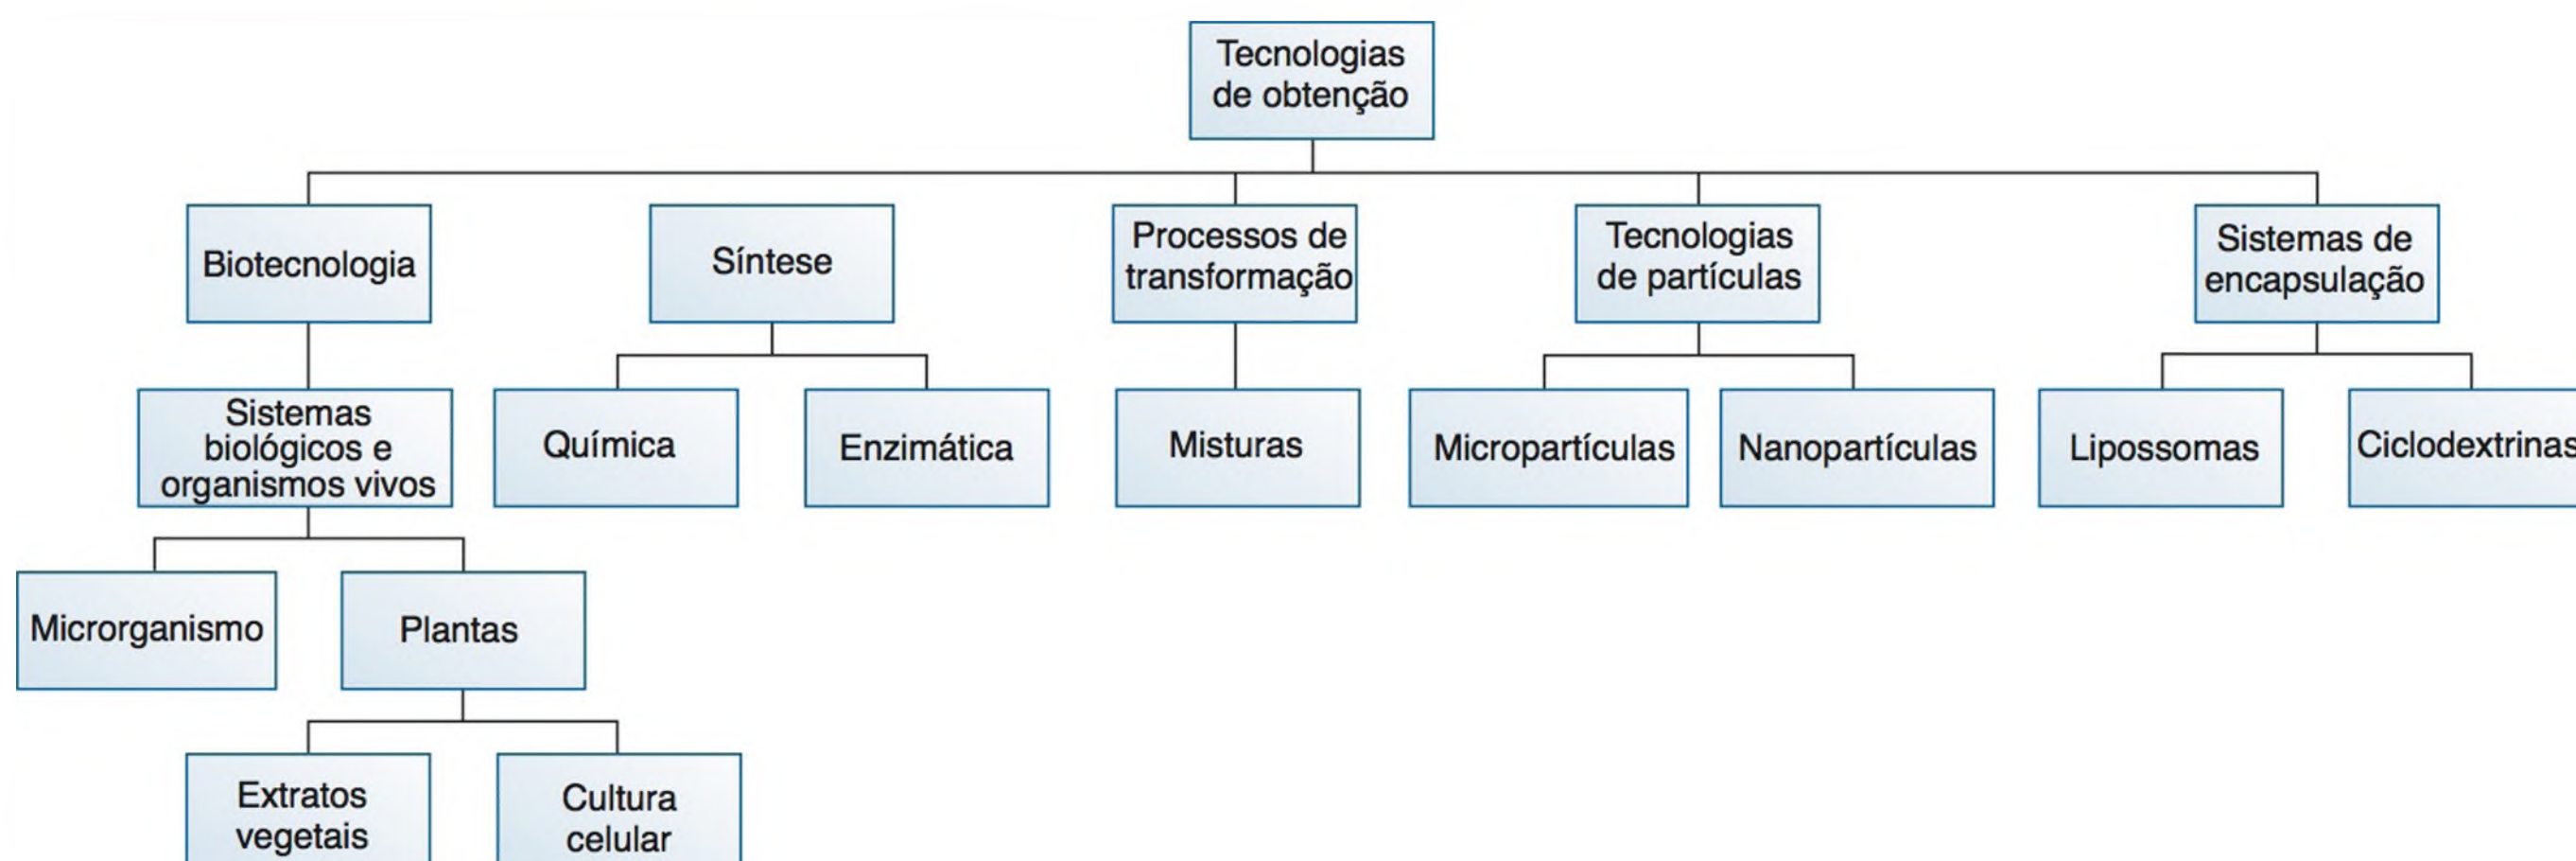 Tecnologias
de obtenção
Biotecnologia
Síntese
Processos de
transformação
Tecnologias
de partículas
Sistemas de
encapsulação
Sistemas
biológicos e
organismos vivos
Química
Enzimática
Misturas
Micropartículas
Nanopartículas
Lipossomas
Ciclodextrinas
Microrganismo
Plantas
Extratos
vegetais
Cultura
celular